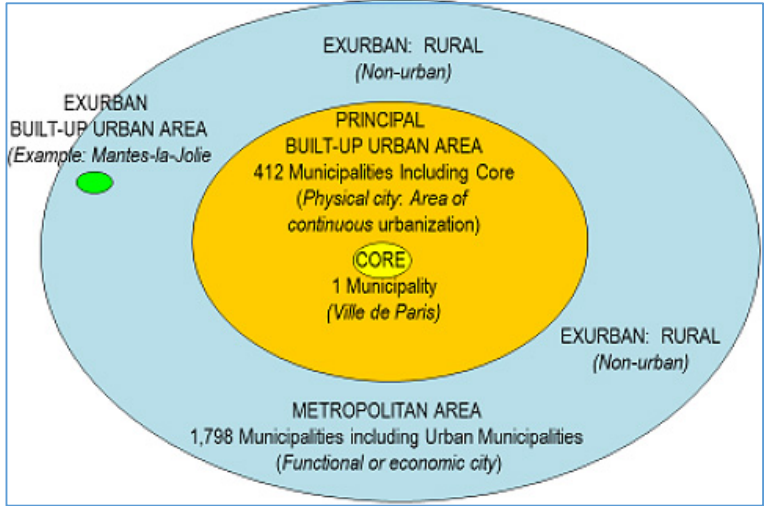 EXURBAN: RURAL
(Non-urban)
EXURBAN
BUILT-UP URBAN AREA
(Example: Mantes-la-Jolie
PRINCIPAL
BUILT-UP URBAN AREA
412 Municipalities Including Core
(Physical city: Area of
continuous urbanization)
CORE
1 Municipality
(Ville de Paris)
EXURBAN: RURAL
(Non-urban)
METROPOLITAN AREA
1,798 Municipalities including Urban Municipalities
(Functional or economic city)